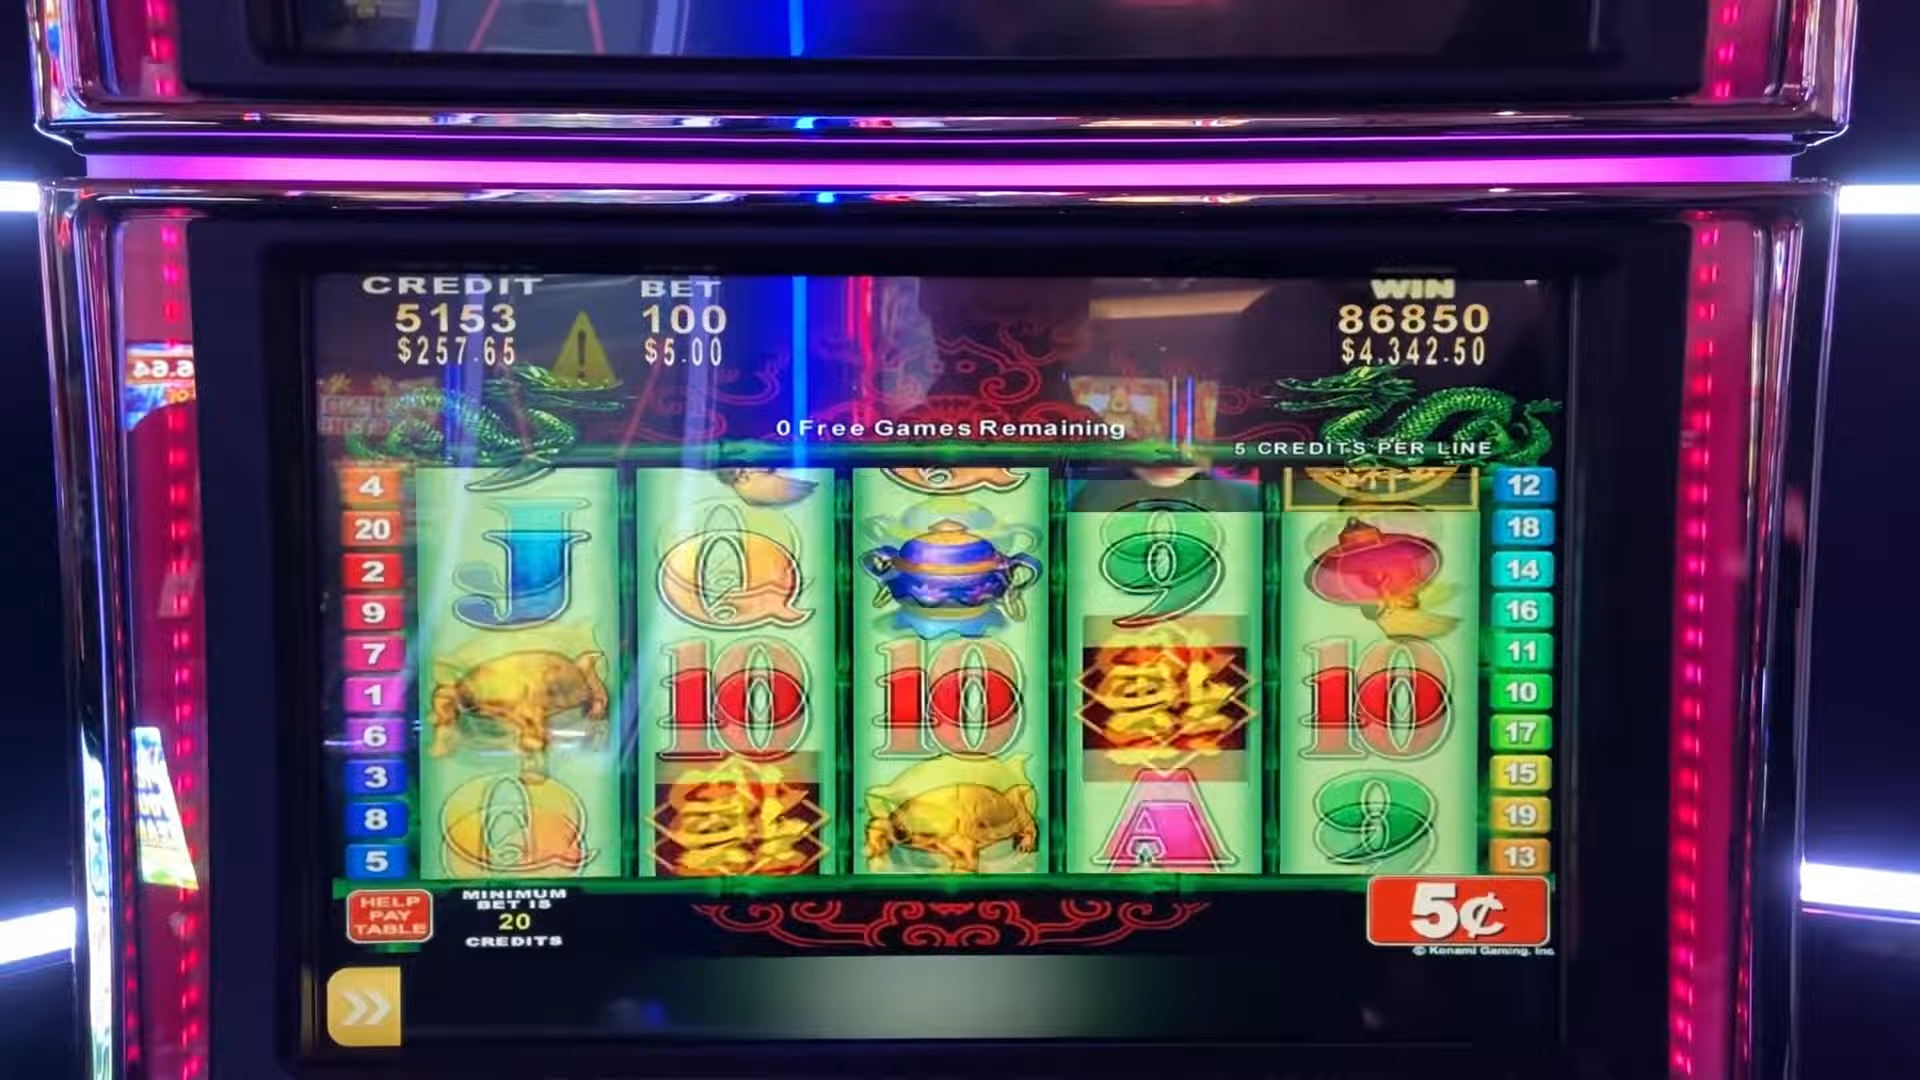 CREDIT
5153
$257.65
BET
100
$5.00
WIN
86850
$4,342.50
0 Free Games Remaining
5 CREDITS PER LINE
4
20
2
9
7
1
6
3
8
5
J Q 9
10 10 10
Q A 9
12
18
14
16
11
10
17
15
19
13
HELP
PAY
TABLE
MINIMUM
BET IS
20
CREDITS
5¢
© Konami Gaming, Inc.